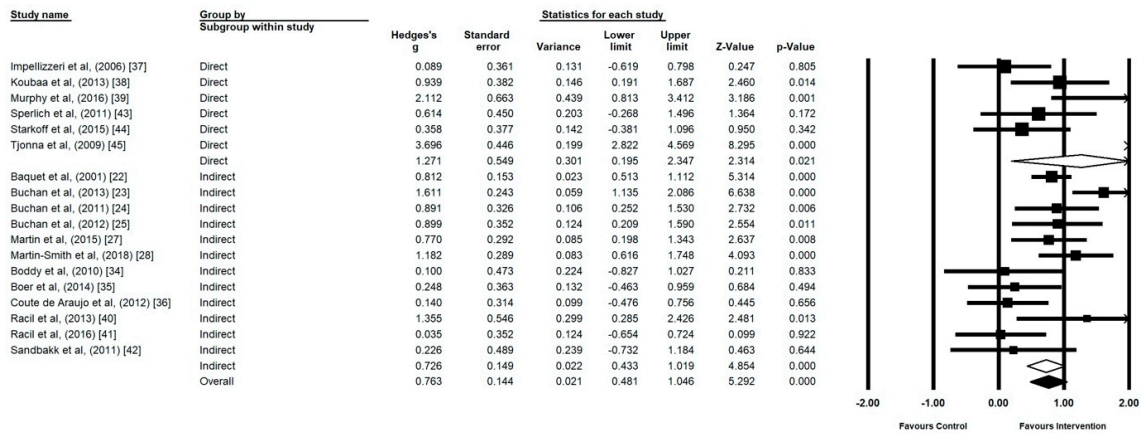 Study name Group by Statistics for each study
Subgroup within study
Hedges's Standard Lower Upper
g error Variance limit limit Z-Value p-Value
Impellizzeri et al, (2006) [37] Direct 0.089 0.361 0.131 -0.619 0.798 0.247 0.805
Koubaa et al, (2013) [38] Direct 0.939 0.382 0.146 0.191 1.687 2.460 0.014
Murphy et al, (2016) [39] Direct 2.112 0.663 0.439 0.813 3.412 3.186 0.001
Sperlich et al, (2011) [43] Direct 0.614 0.450 0.203 -0.268 1.496 1.364 0.172
Starkoff et al, (2015) [44] Direct 0.358 0.377 0.142 -0.381 1.096 0.950 0.342
Tjonna et al, (2009) [45] Direct 3.696 0.446 0.199 2.822 4.569 8.295 0.000
Direct 1.271 0.549 0.301 0.195 2.347 2.314 0.021
Baquet et al, (2001) [22] Indirect 0.812 0.153 0.023 0.513 1.112 5.314 0.000
Buchan et al, (2013) [23] Indirect 1.611 0.243 0.059 1.135 2.086 6.638 0.000
Buchan et al, (2011) [24] Indirect 0.891 0.326 0.106 0.252 1.530 2.732 0.006
Buchan et al, (2012) [25] Indirect 0.899 0.352 0.124 0.209 1.590 2.554 0.011
Martin et al, (2015) [27] Indirect 0.770 0.292 0.085 0.198 1.343 2.637 0.008
Martin-Smith et al, (2018) [28] Indirect 1.182 0.289 0.083 0.616 1.748 4.093 0.000
Boddy et al, (2010) [34] Indirect 0.100 0.473 0.224 -0.827 1.027 0.211 0.833
Boer et al, (2014) [35] Indirect 0.248 0.363 0.132 -0.463 0.959 0.684 0.494
Coute de Araujo et al, (2012) [36] Indirect 0.140 0.314 0.099 -0.476 0.756 0.445 0.656
Racil et al, (2013) [40] Indirect 1.355 0.546 0.299 0.285 2.426 2.481 0.013
Racil et al, (2016) [41] Indirect 0.035 0.352 0.124 -0.654 0.724 0.099 0.922
Sandbakk et al, (2011) [42] Indirect 0.226 0.489 0.239 -0.732 1.184 0.463 0.644
Indirect 0.726 0.149 0.022 0.433 1.019 4.854 0.000
Overall 0.763 0.144 0.021 0.481 1.046 5.292 0.000
-2.00 -1.00 0.00 1.00 2.00
Favours Control Favours Intervention